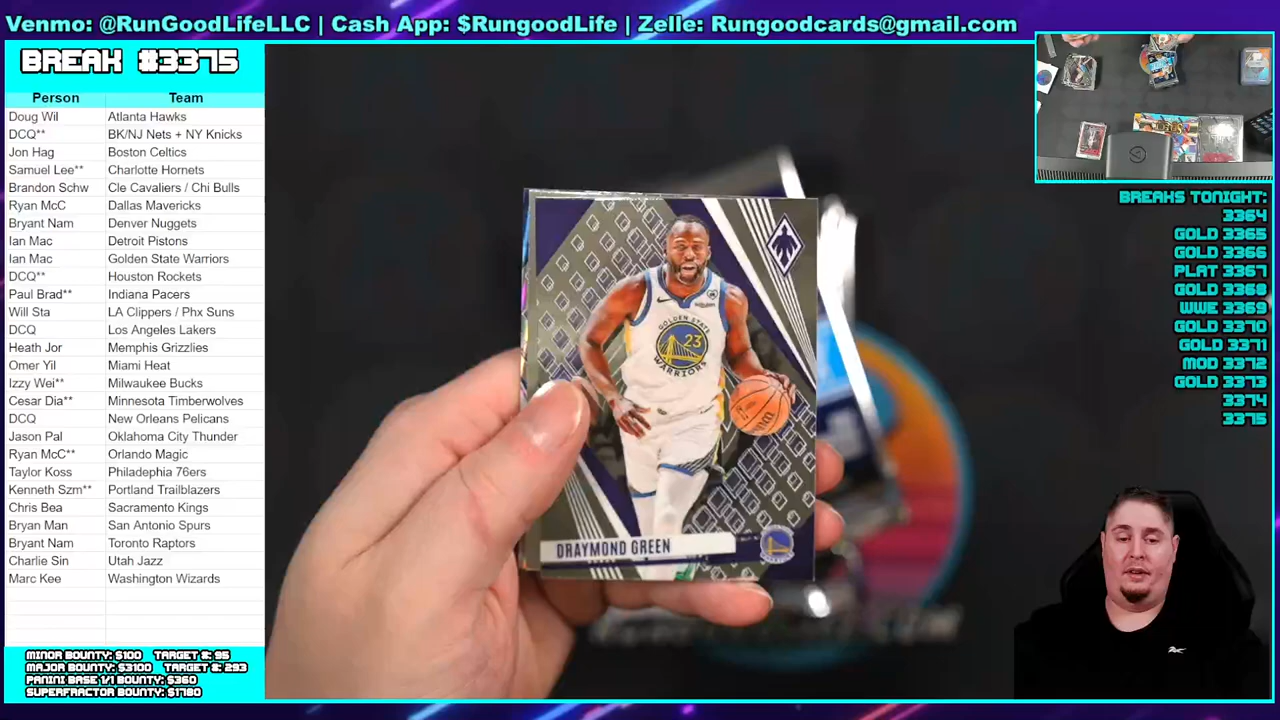 Venmo: @RunGoodLifeLLC | Cash App: $RungoodLife | Zelle: Rungoodcards@gmail.com
BREAK #3375
Person Team
Doug Wil Atlanta Hawks
DCQ** BK/NJ Nets + NY Knicks
Jon Hag Boston Celtics
Samuel Lee** Charlotte Hornets
Brandon Schw Cle Cavaliers / Chi Bulls
Ryan McC Dallas Mavericks
Bryant Nam Denver Nuggets
Ian Mac Detroit Pistons
Ian Mac Golden State Warriors
DCQ** Houston Rockets
Paul Brad** Indiana Pacers
Will Sta LA Clippers / Phx Suns
DCQ Los Angeles Lakers
Heath Jor Memphis Grizzlies
Omer Yil Miami Heat
Izzy Wei** Milwaukee Bucks
Cesar Dia** Minnesota Timberwolves
DCQ New Orleans Pelicans
Jason Pal Oklahoma City Thunder
Ryan McC** Orlando Magic
Taylor Koss Philadephia 76ers
Kenneth Szm** Portland Trailblazers
Chris Bea Sacramento Kings
Bryan Man San Antonio Spurs
Bryant Nam Toronto Raptors
Charlie Sin Utah Jazz
Marc Kee Washington Wizards
MINOR BOUNTY: $100 TARGET #: 95
MAJOR BOUNTY: $3100 TARGET #: 293
PANINI BASE 1/1 BOUNTY: $360
SUPERFRACTOR BOUNTY: $1780
GOLDEN STATE
23
WARRIORS
DRAYMOND GREEN
BREAKS TONIGHT:
3364
GOLD 3365
GOLD 3366
PLAT 3367
GOLD 3368
WWE 3369
GOLD 3370
GOLD 3371
MOD 3372
GOLD 3373
3374
3375